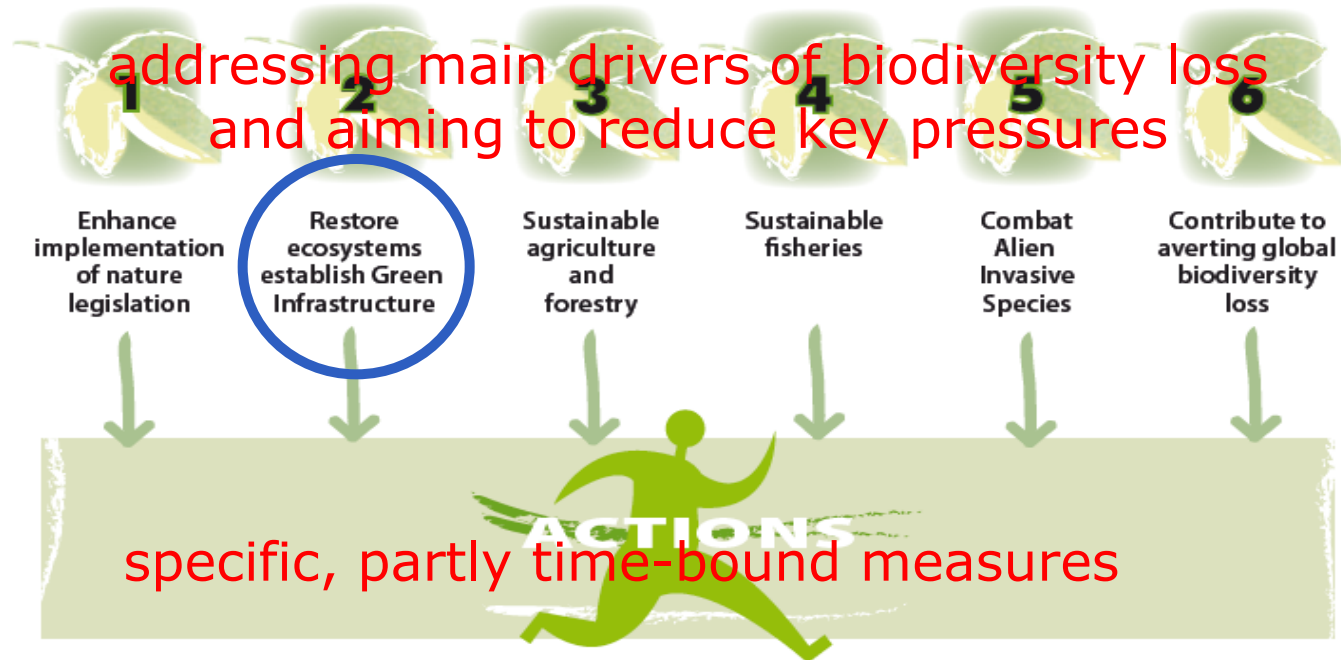 addressing main drivers of biodiversity loss
and aiming to reduce key pressures
1
2
3
4
5
6
Enhance
implementation
of nature
legislation
Restore
ecosystems
establish Green
Infrastructure
Sustainable
agriculture
and
forestry
Sustainable
fisheries
Combat
Alien
Invasive
Species
Contribute to
averting global
biodiversity
loss
ACTIONS
specific, partly time-bound measures